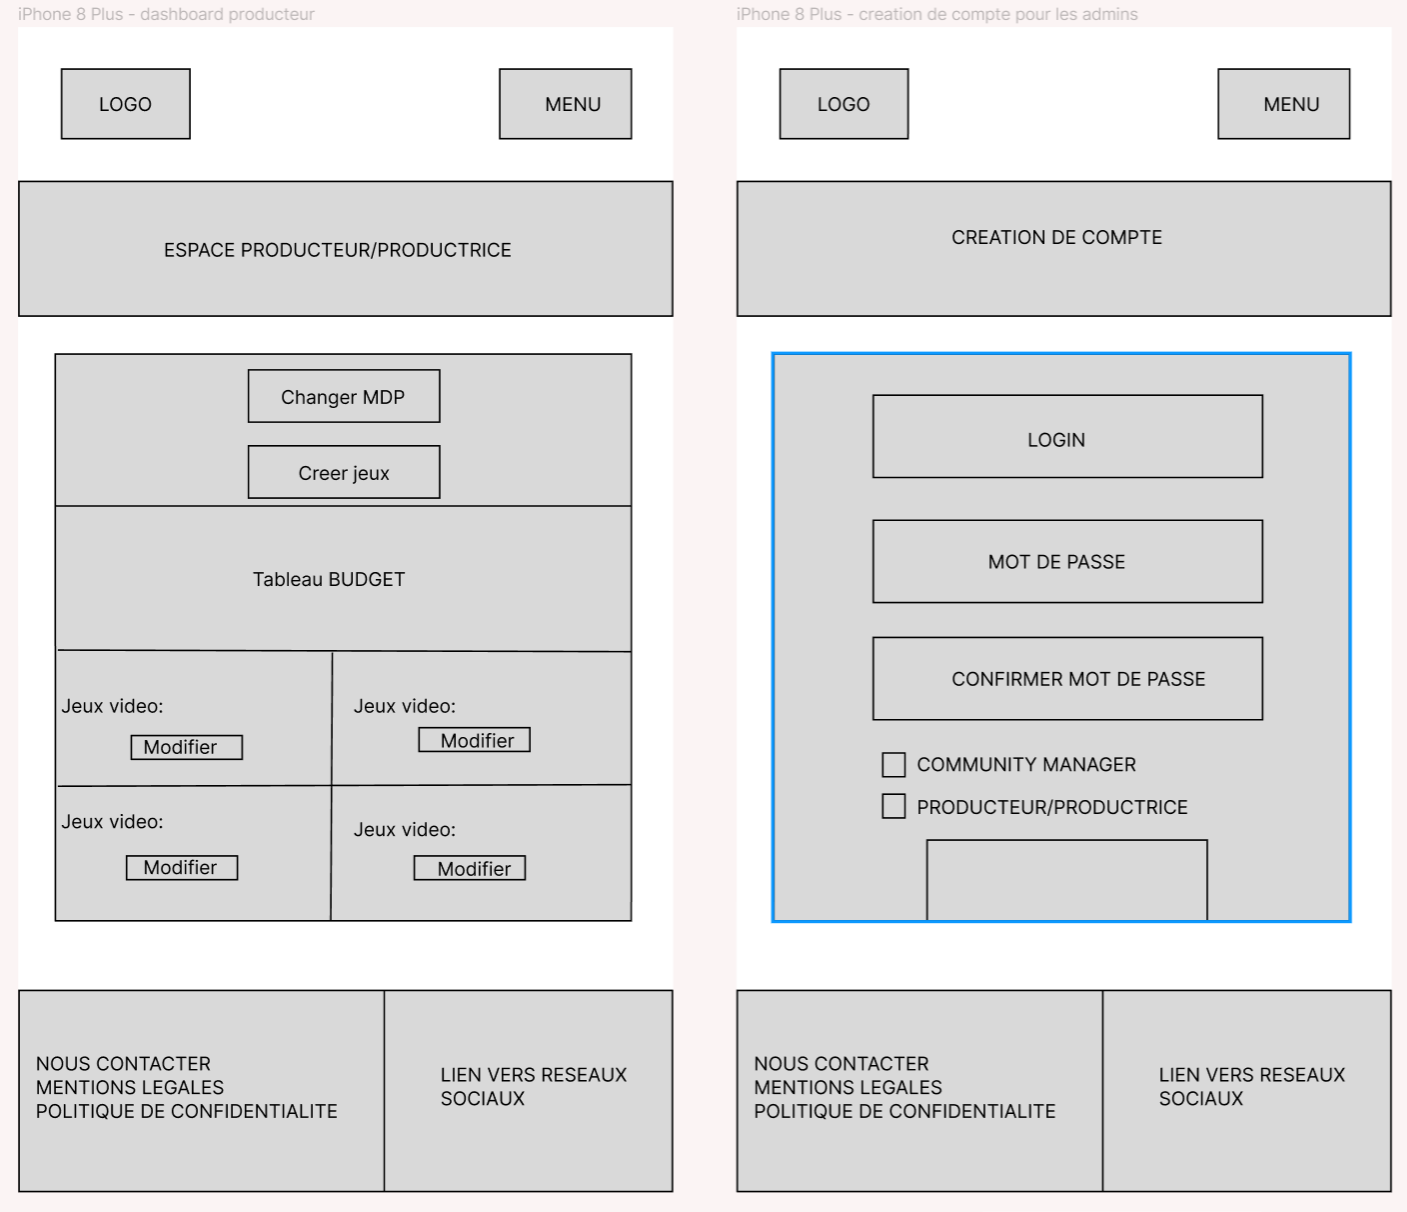 iPhone 8 Plus - dashboard producteur
LOGO
MENU
ESPACE PRODUCTEUR/PRODUCTRICE
Changer MDP
Creer jeux
Tableau BUDGET
Jeux video:
Modifier
Jeux video:
Modifier
Jeux video:
Modifier
Jeux video:
Modifier
NOUS CONTACTER
MENTIONS LEGALES
POLITIQUE DE CONFIDENTIALITE
LIEN VERS RESEAUX
SOCIAUX
iPhone 8 Plus - creation de compte pour les admins
LOGO
MENU
CREATION DE COMPTE
LOGIN
MOT DE PASSE
CONFIRMER MOT DE PASSE
COMMUNITY MANAGER
PRODUCTEUR/PRODUCTRICE
NOUS CONTACTER
MENTIONS LEGALES
POLITIQUE DE CONFIDENTIALITE
LIEN VERS RESEAUX
SOCIAUX